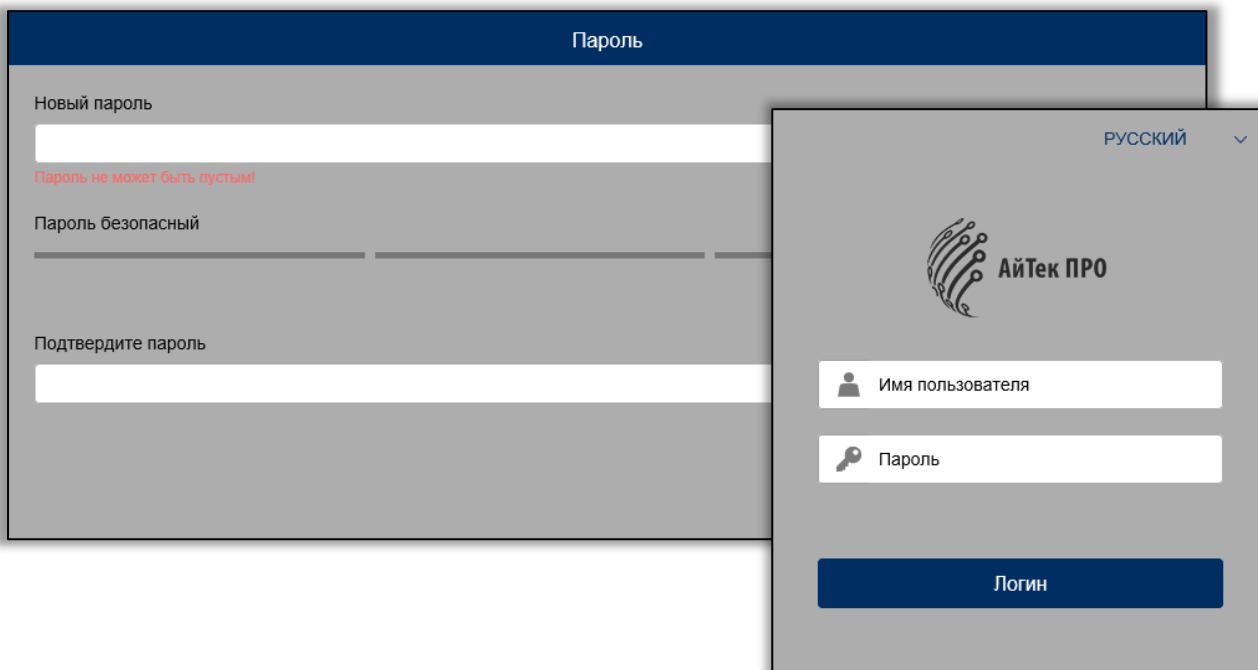 Пароль
Новый пароль
Пароль не может быть пустым!
Пароль безопасный
Подтвердите пароль
РУССКИЙ
АйТек ПРО
Имя пользователя
Пароль
Логин